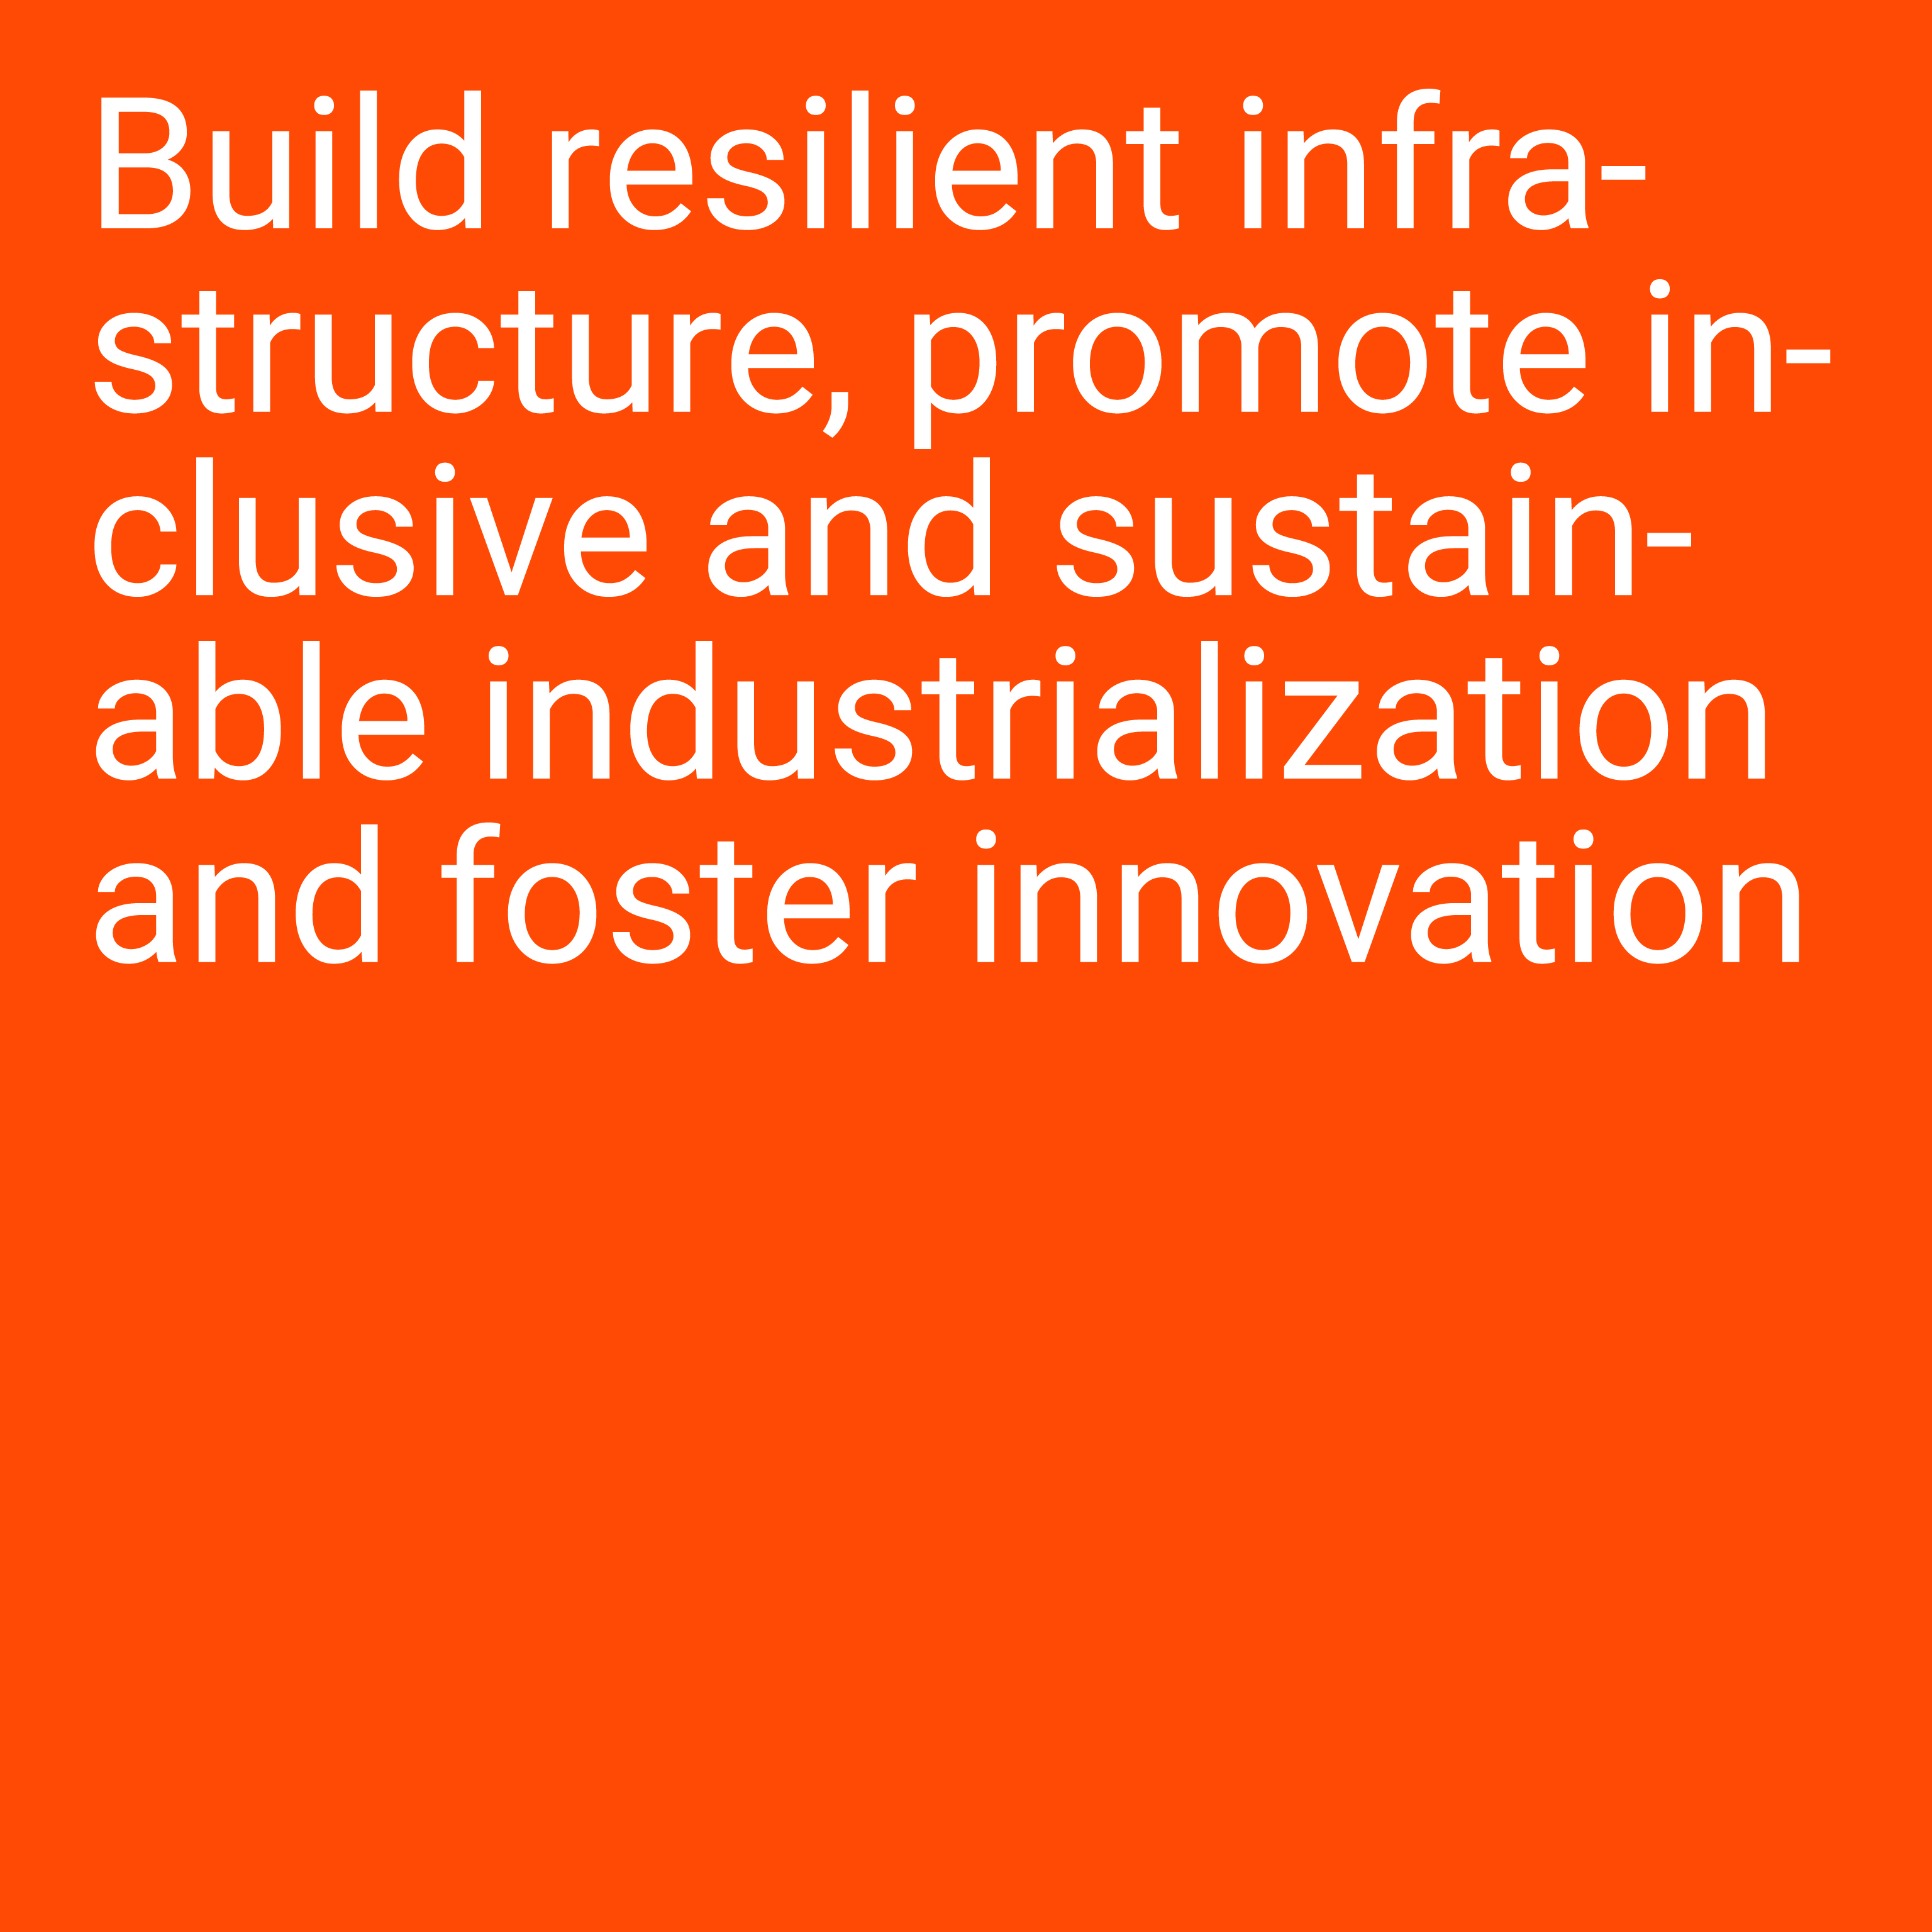 Build resilient infra-
structure, promote in-
clusive and sustain-
able industrialization
and foster innovation